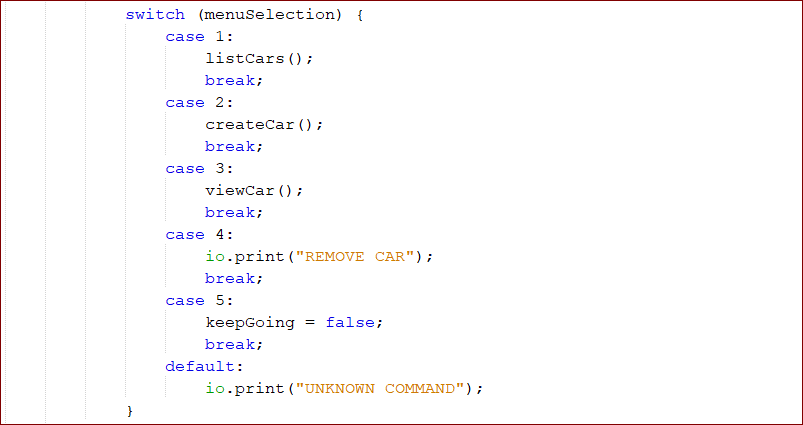 switch (menuSelection) {
case 1:
listCars();
break;
case 2:
createCar();
break;
case 3:
viewCar();
break;
case 4:
io.print("REMOVE CAR");
break;
case 5:
keepGoing = false;
break;
default:
io.print("UNKNOWN COMMAND");
}